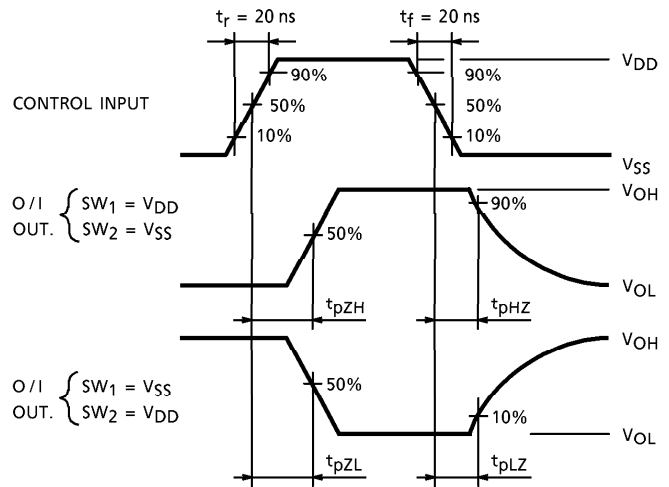 tr = 20 ns
tf = 20 ns
VDD
90%
90%
CONTROL INPUT
50%
50%
10%
10%
VSS
VOH
O / I
OUT.
SW1 = VDD
SW2 = VSS
90%
50%
tpZH
tpHZ
VOL
VOH
O / I
OUT.
SW1 = VSS
SW2 = VDD
50%
10%
VOL
tpZL
tpLZ